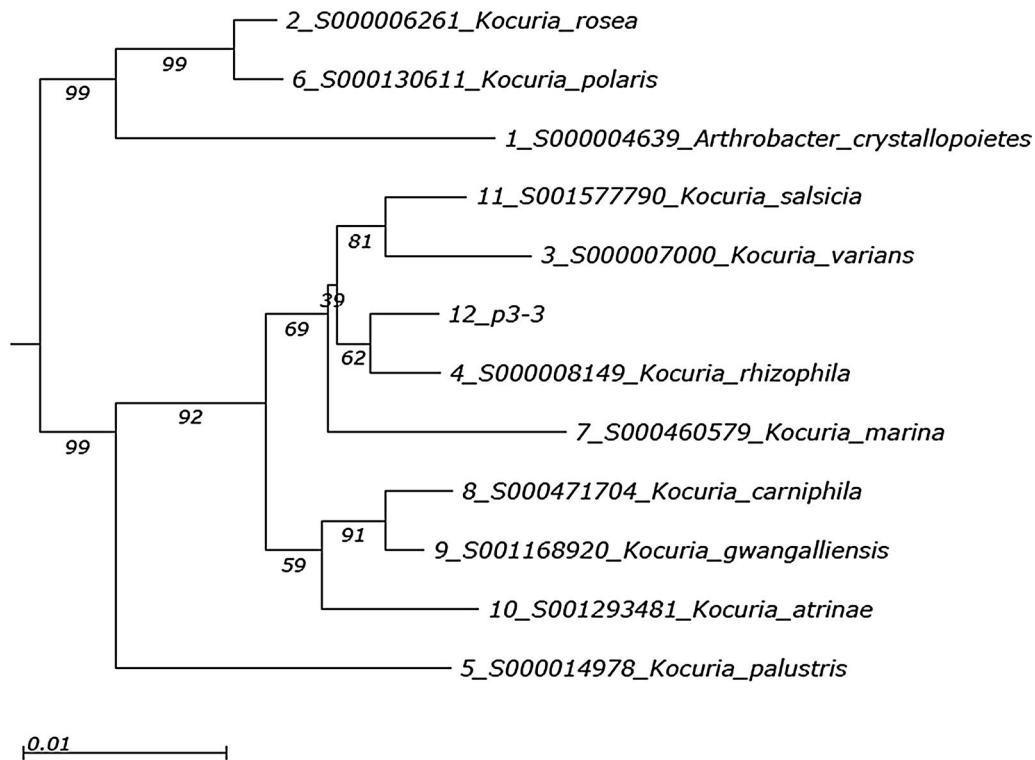 2_S000006261_Kocuria_rosea
99
6_S000130611_Kocuria_polaris
99
1_S000004639_Arthrobacter_crystallopoietes
11_S001577790_Kocuria_salsicia
81
3_S000007000_Kocuria_varians
39
12_p3-3
69
62
4_S000008149_Kocuria_rhizophila
92
7_S000460579_Kocuria_marina
99
8_S000471704_Kocuria_carniphila
91
9_S001168920_Kocuria_gwangalliensis
59
10_S001293481_Kocuria_atrinae
5_S000014978_Kocuria_palustris
0.01